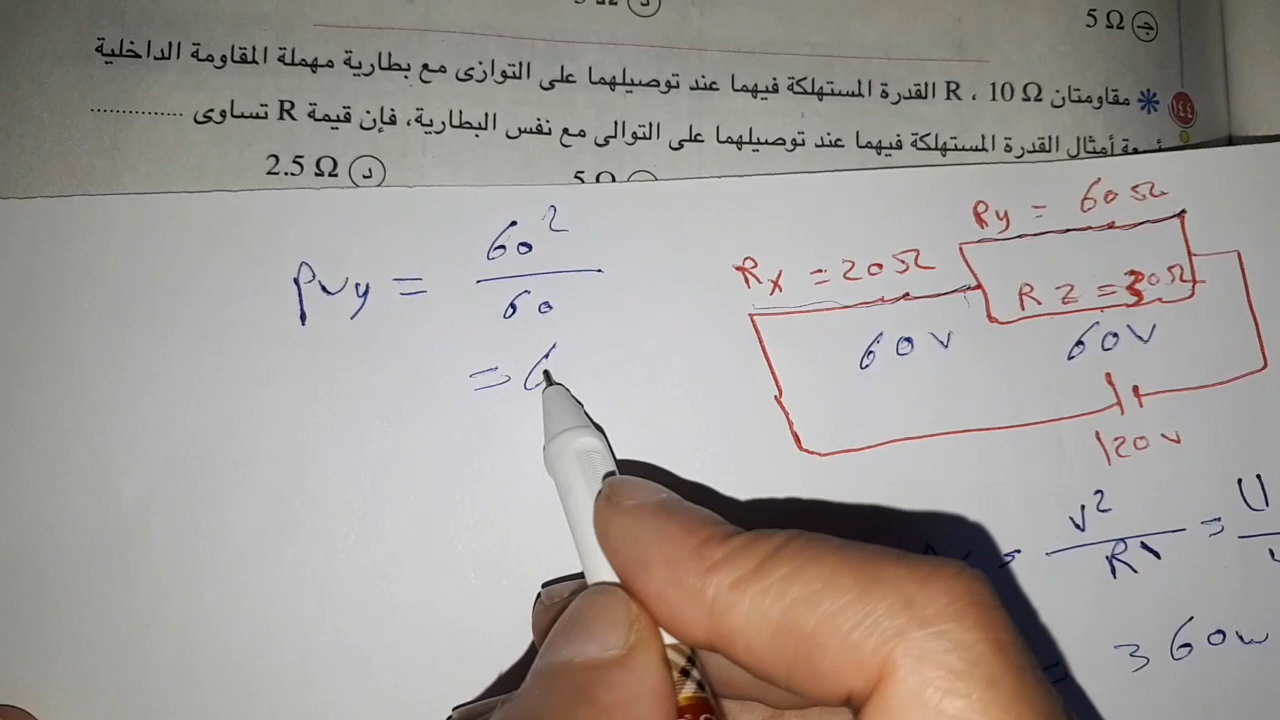 5 Ω ج
١٤٤ * مقاومتان 10 Ω ، R القدرة المستهلكة فيهما عند توصيلهما على التوازى مع بطارية مهملة المقاومة الداخلية
أمثال القدرة المستهلكة فيهما عند توصيلهما على التوالى مع نفس البطارية، فإن قيمة R تساوى ...............
2.5 Ω د
Pwy = 60² / 60
= 6
Ry = 60Ω
Rx = 20Ω
Rz = 30Ω
60V 60V
120V
= V² / R =
= 360w